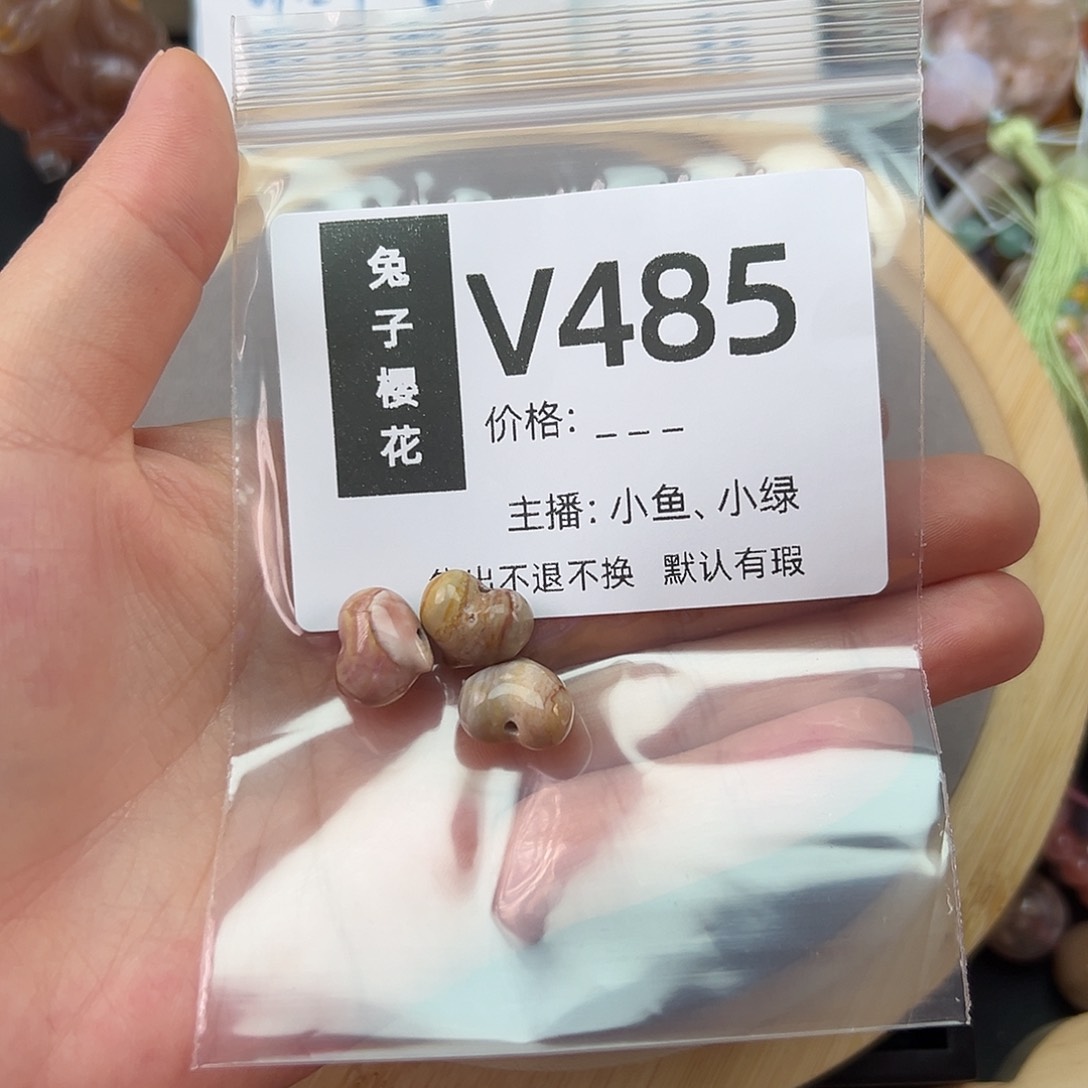 兔子樱花
V485
价格: _ _ _
主播: 小鱼、小绿
出不退不换 默认有瑕